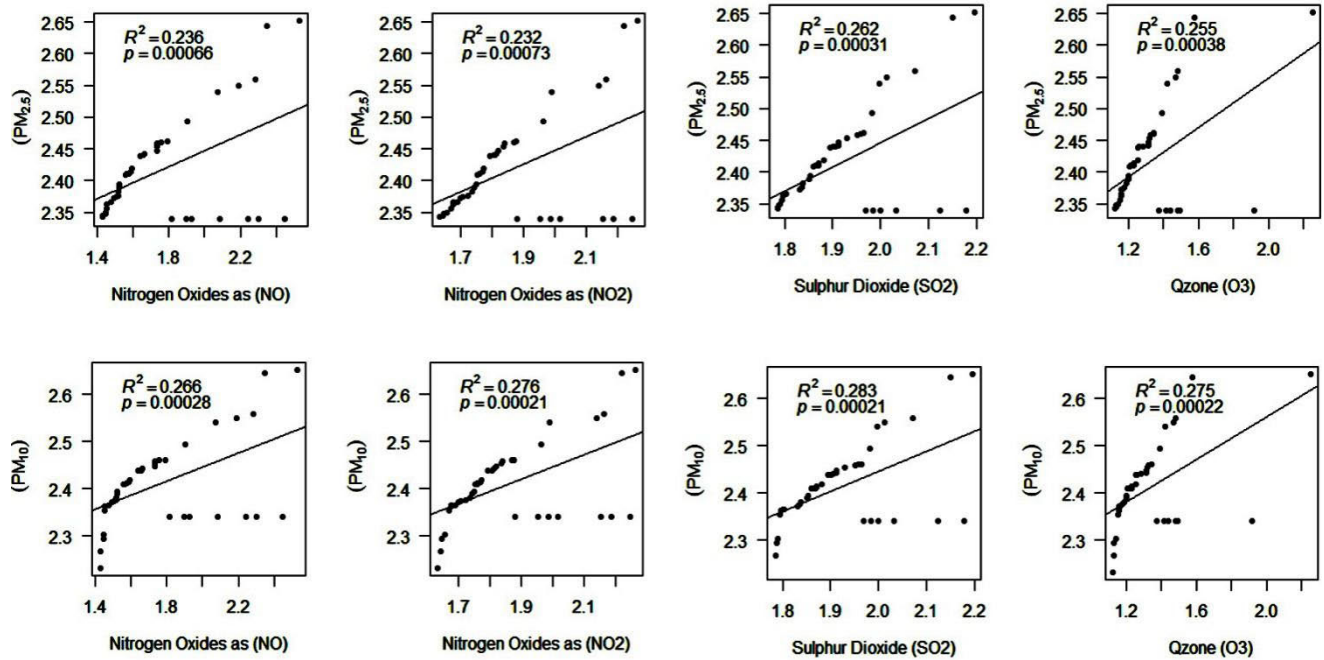 R² = 0.236
p = 0.00066
(PM2.5)
2.65
2.60
2.55
2.50
2.45
2.40
2.35
1.4 1.8 2.2
Nitrogen Oxides as (NO)
R² = 0.232
p = 0.00073
(PM2.5)
2.65
2.60
2.55
2.50
2.45
2.40
2.35
1.7 1.9 2.1
Nitrogen Oxides as (NO2)
R² = 0.262
p = 0.00031
(PM2.5)
2.65
2.60
2.55
2.50
2.45
2.40
2.35
1.8 1.9 2.0 2.1 2.2
Sulphur Dioxide (SO2)
R² = 0.255
p = 0.00038
(PM2.5)
2.65
2.60
2.55
2.50
2.45
2.40
2.35
1.2 1.6 2.0
Qzone (O3)
R² = 0.266
p = 0.00028
(PM10)
2.6
2.5
2.4
2.3
1.4 1.8 2.2
Nitrogen Oxides as (NO)
R² = 0.276
p = 0.00021
(PM10)
2.6
2.5
2.4
2.3
1.7 1.9 2.1
Nitrogen Oxides as (NO2)
R² = 0.283
p = 0.00021
(PM10)
2.6
2.5
2.4
2.3
1.8 1.9 2.0 2.1 2.2
Sulphur Dioxide (SO2)
R² = 0.275
p = 0.00022
(PM10)
2.6
2.5
2.4
2.3
1.2 1.6 2.0
Qzone (O3)